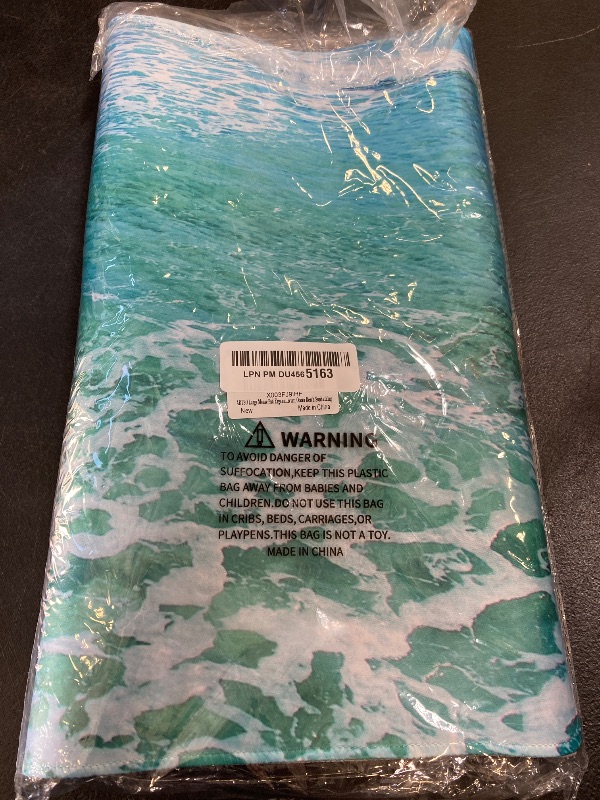 LPN PM DU456 5163
New
Made in China
WARNING
TO AVOID DANGER OF
SUFFOCATION,KEEP THIS PLASTIC
BAG AWAY FROM BABIES AND
CHILDREN.DO NOT USE THIS BAG
IN CRIBS, BEDS, CARRIAGES,OR
PLAYPENS.THIS BAG IS NOT A TOY.
MADE IN CHINA